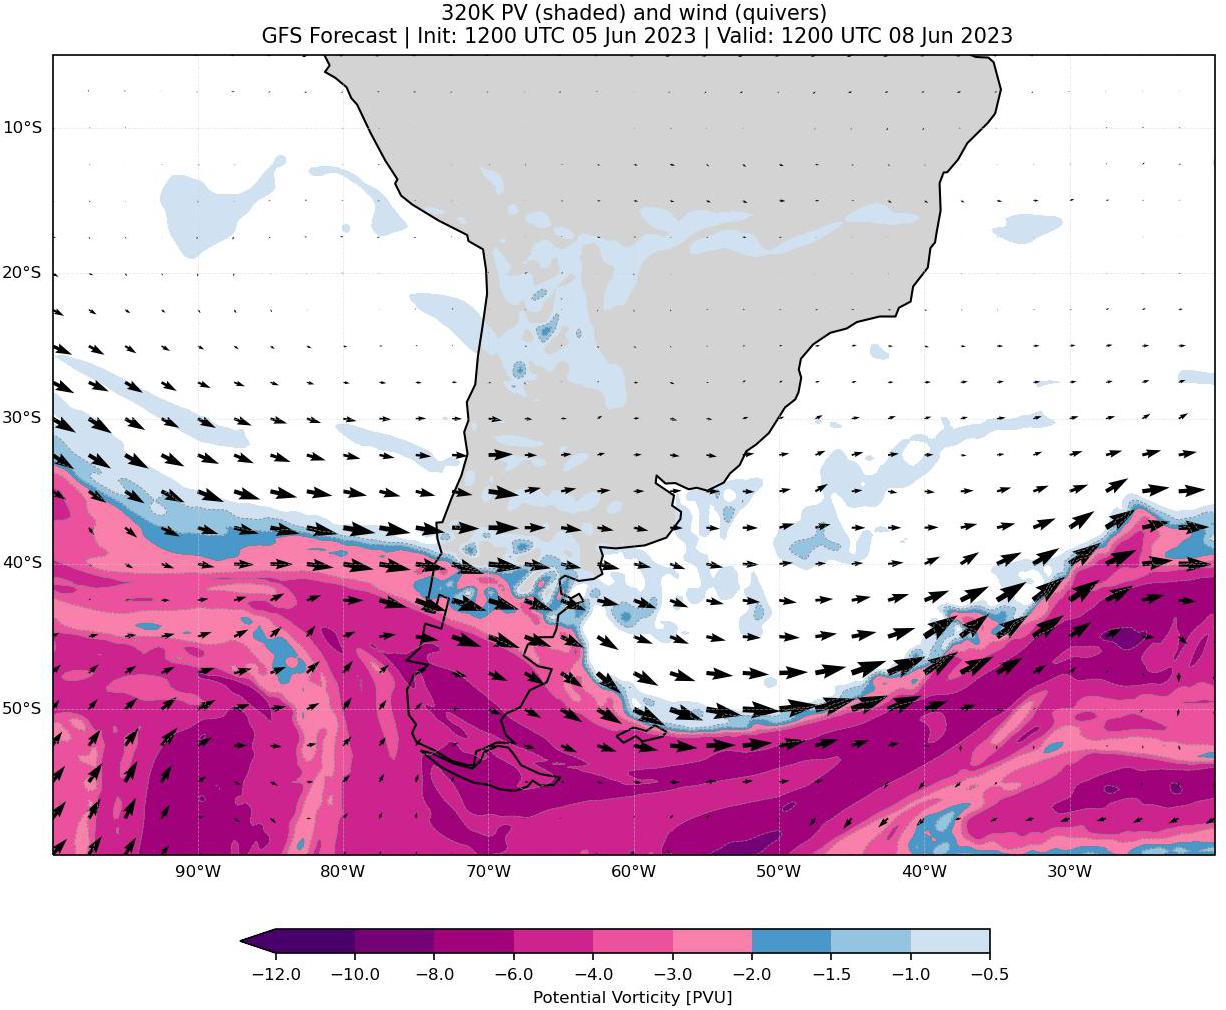 320K PV (shaded) and wind (quivers)
GFS Forecast | Init: 1200 UTC 05 Jun 2023 | Valid: 1200 UTC 08 Jun 2023
10°S
20°S
30°S
40°S
50°S
90°W 80°W 70°W 60°W 50°W 40°W 30°W
−12.0 −10.0 −8.0 −6.0 −4.0 −3.0 −2.0 −1.5 −1.0 −0.5
Potential Vorticity [PVU]